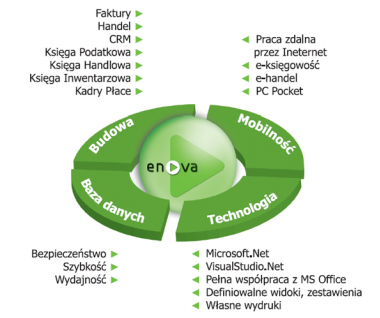 Faktury
Handel
CRM
Księga Podatkowa
Księga Handlowa
Księga Inwentarzowa
Kadry Płace
Praca zdalna
przez Ineternet
e-księgowość
e-handel
PC Pocket
Budowa
Mobilność
enova
Baza danych
Technologia
Bezpieczeństwo
Szybkość
Wydajność
Microsoft.Net
VisualStudio.Net
Pełna współpraca z MS Office
Definiowalne widoki, zestawienia
Własne wydruki